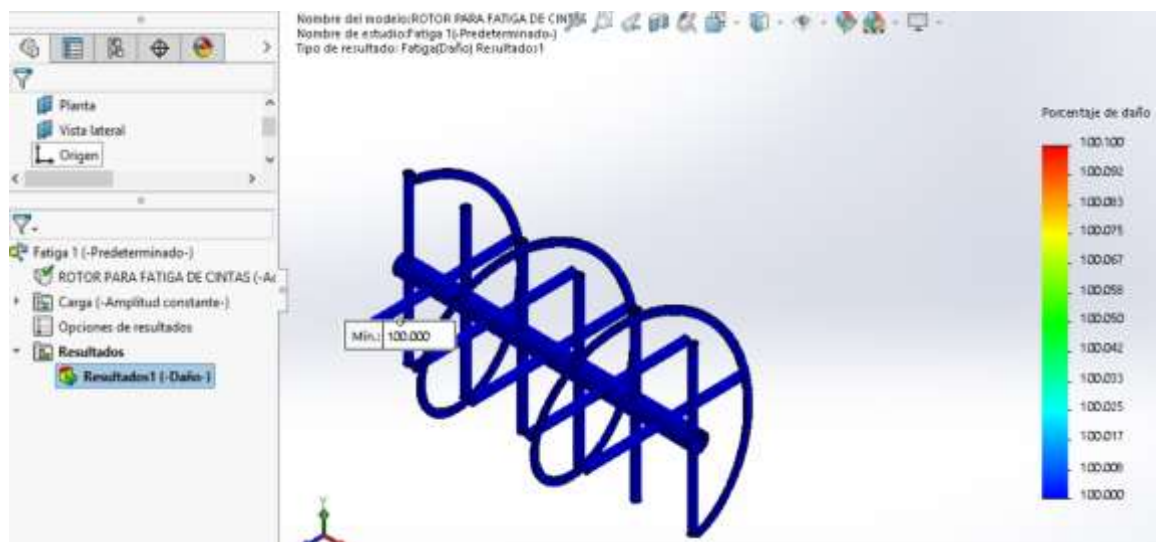 Nombre del modelo:ROTOR PARA FATIGA DE CINTAS
Nombre de estudio:Fatiga 1(-Predeterminado-)
Tipo de resultado: Fatiga(Daño) Resultados1
Planta
Vista lateral
Origen
Fatiga 1 (-Predeterminado-)
ROTOR PARA FATIGA DE CINTAS (-Ac
Carga (-Amplitud constante-)
Opciones de resultados
Resultados
Resultados1 (-Daño-)
Mín.: 100.000
Porcentaje de daño
100.100
100.092
100.083
100.075
100.067
100.058
100.050
100.042
100.033
100.025
100.017
100.008
100.000
Y